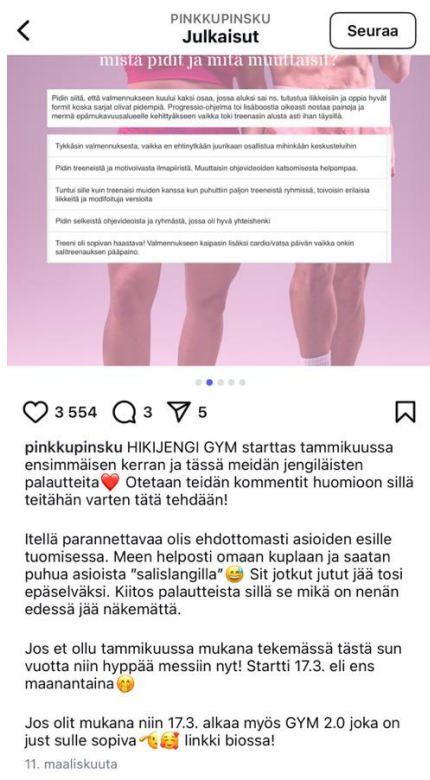 PINKKUPINSKU
Julkaisut
Seuraa
mistä pidit ja mitä muuttaisit?
Pidin siitä, että valmennukseen kuului kaksi osaa, jossa aluksi sai ns. tutustua liikkeisiin ja oppia hyvät
formit koska sarjat olivat pidempiä. Progressio-ohjelma toi lisäboostia oikeasti nostaa painoja ja
mennä epämukavuusalueelle kehittyäkseen vaikka toki treenasin alusta asti ihan täysillä.
Tykkäsin valmennuksesta, vaikka en ehtinytkään juurikaan osallistua mihinkään keskusteluihin
Pidin treeneistä ja motivoivasta ilmapiiristä. Muuttaisin ohjevideoiden katsomisesta helpompaa.
Tuntui sille kuin treenaisi muiden kanssa kun puhuttiin paljon treeneistä ryhmissä, toivoisin erilaisia
liikkeitä ja modifoituja versioita
Pidin selkeistä ohjevideoista ja ryhmästä, jossa oli hyvä yhteishenki
Treeni oli sopivan haastava! Valmennukseen kaipasin lisäksi cardio/vatsa päivän vaikka onkin
salitreenauksen pääpaino.
3 554 3 5
pinkkupinsku HIKIJENGI GYM starttas tammikuussa
ensimmäisen kerran ja tässä meidän jengiläisten
palautteita❤️ Otetaan teidän kommentit huomioon sillä
teitähän varten tätä tehdään!
Itellä parannettavaa olis ehdottomasti asioiden esille
tuomisessa. Meen helposti omaan kuplaan ja saatan
puhua asioista ”salislangilla”😅 Sit jotkut jutut jää tosi
epäselväksi. Kiitos palautteista sillä se mikä on nenän
edessä jää näkemättä.
Jos et ollu tammikuussa mukana tekemässä tästä sun
vuotta niin hyppää messiin nyt! Startti 17.3. eli ens
maanantaina🤭
Jos olit mukana niin 17.3. alkaa myös GYM 2.0 joka on
just sulle sopiva🫡🥰 linkki biossa!
11. maaliskuuta